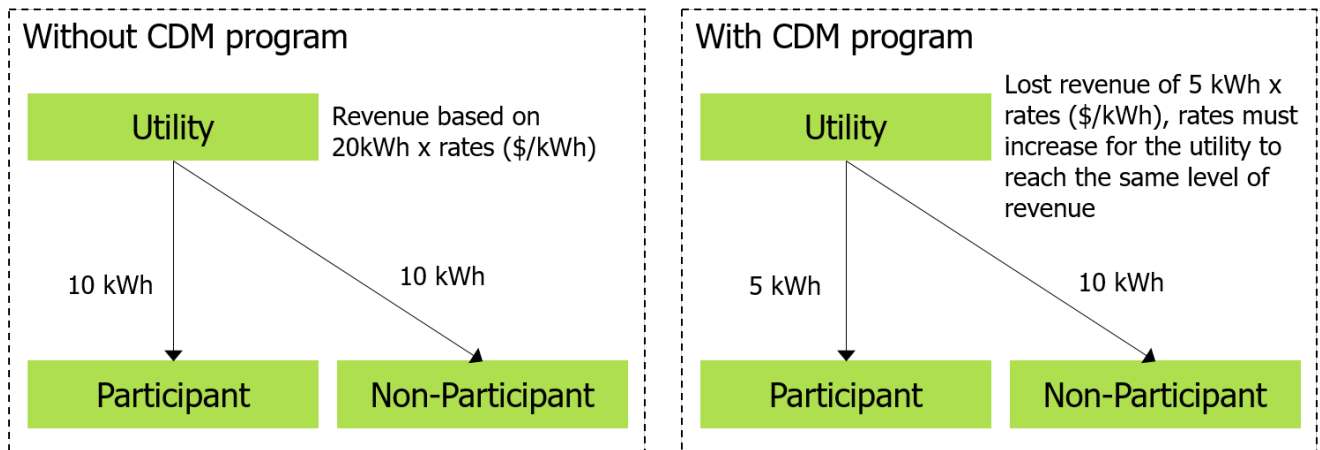 Without CDM program
Utility
Revenue based on
20kWh x rates ($/kWh)
10 kWh
10 kWh
Participant
Non-Participant
With CDM program
Utility
Lost revenue of 5 kWh x
rates ($/kWh), rates must
increase for the utility to
reach the same level of
revenue
5 kWh
10 kWh
Participant
Non-Participant